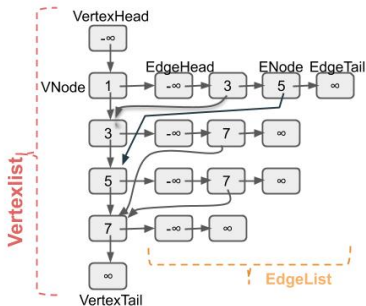 VertexHead
-∞
EdgeHead ENode EdgeTail
VNode 1 -∞ 3 5 ∞
3 -∞ 7 ∞
5 -∞ 7 ∞
7 -∞ ∞
∞
VertexTail
Vertexlist
EdgeList